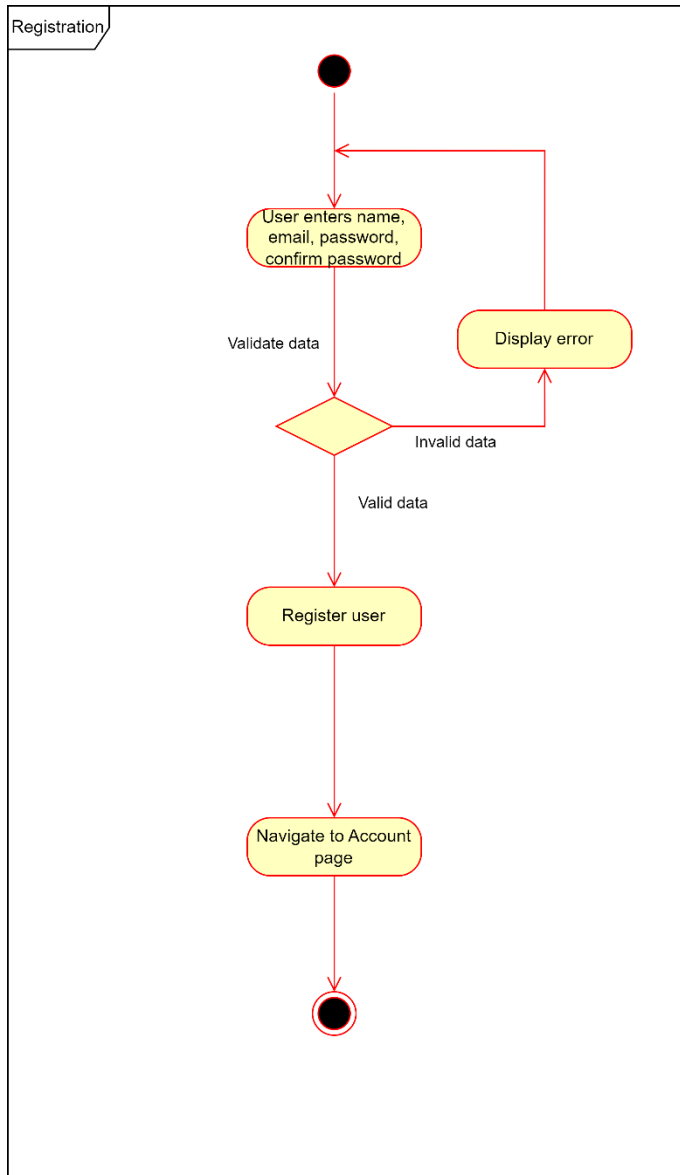 Registration
User enters name,
email, password,
confirm password
Validate data
Display error
Invalid data
Valid data
Register user
Navigate to Account
page